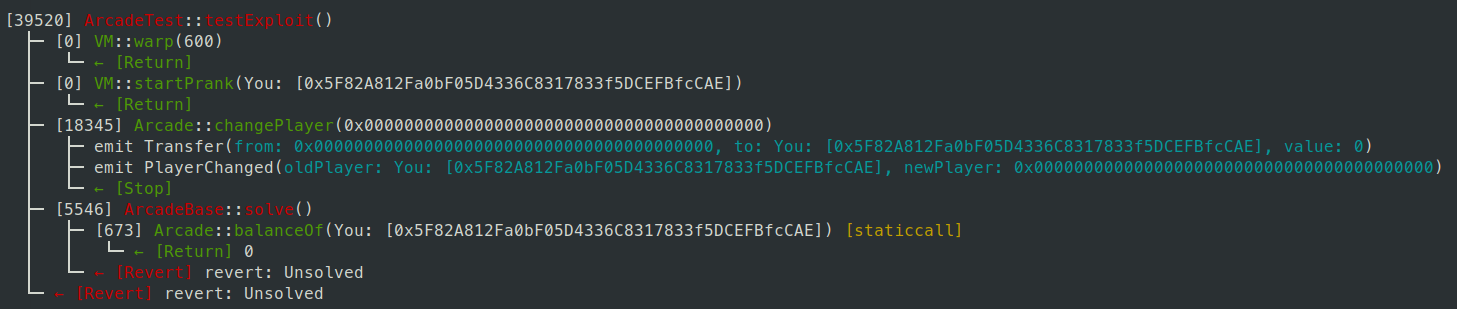 [39520] ArcadeTest::testExploit()
├─ [0] VM::warp(600)
│   └─ ← [Return]
├─ [0] VM::startPrank(You: [0x5F82A812Fa0bF05D4336C8317833f5DCEFBfcCAE])
│   └─ ← [Return]
├─ [18345] Arcade::changePlayer(0x0000000000000000000000000000000000000000)
│   ├─ emit Transfer(from: 0x0000000000000000000000000000000000000000, to: You: [0x5F82A812Fa0bF05D4336C8317833f5DCEFBfcCAE], value: 0)
│   ├─ emit PlayerChanged(oldPlayer: You: [0x5F82A812Fa0bF05D4336C8317833f5DCEFBfcCAE], newPlayer: 0x0000000000000000000000000000000000000000)
│   └─ ← [Stop]
├─ [5546] ArcadeBase::solve()
│   ├─ [673] Arcade::balanceOf(You: [0x5F82A812Fa0bF05D4336C8317833f5DCEFBfcCAE]) [staticcall]
│   │   └─ ← [Return] 0
│   └─ ← [Revert] revert: Unsolved
└─ ← [Revert] revert: Unsolved